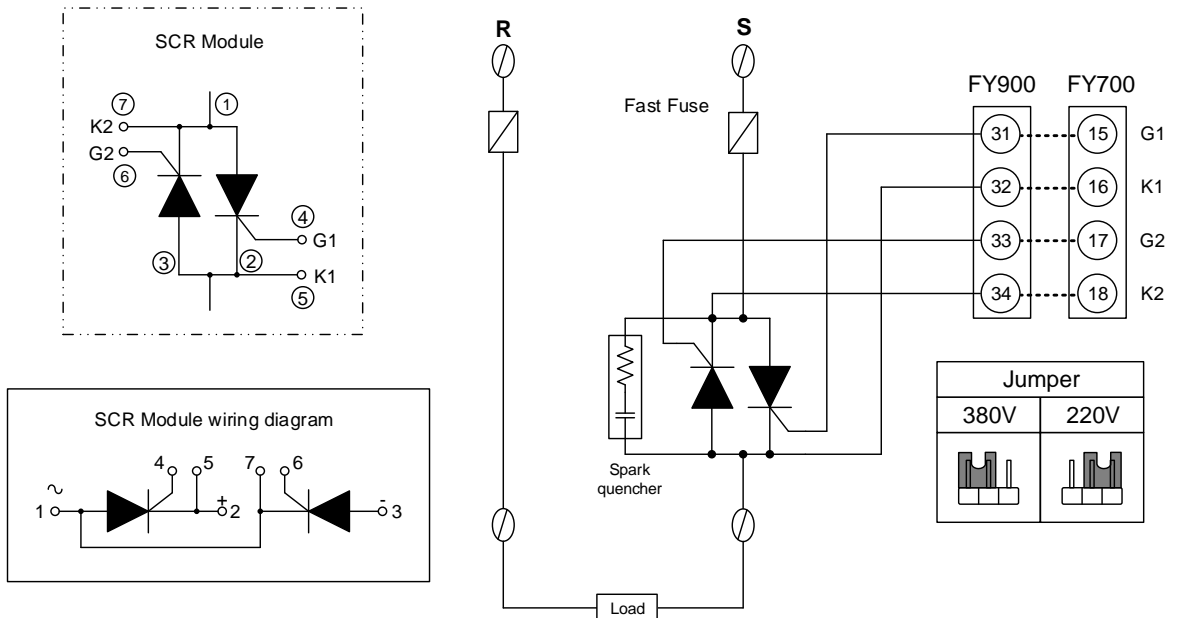 SCR Module
7
1
K2
G2
6
4
G1
3
2
K1
5
SCR Module wiring diagram
4 5 7 6
~ + -
1 2 3
R S
Fast Fuse
FY900 FY700
31 15 G1
32 16 K1
33 17 G2
34 18 K2
Spark
quencher
Load
Jumper
380V 220V